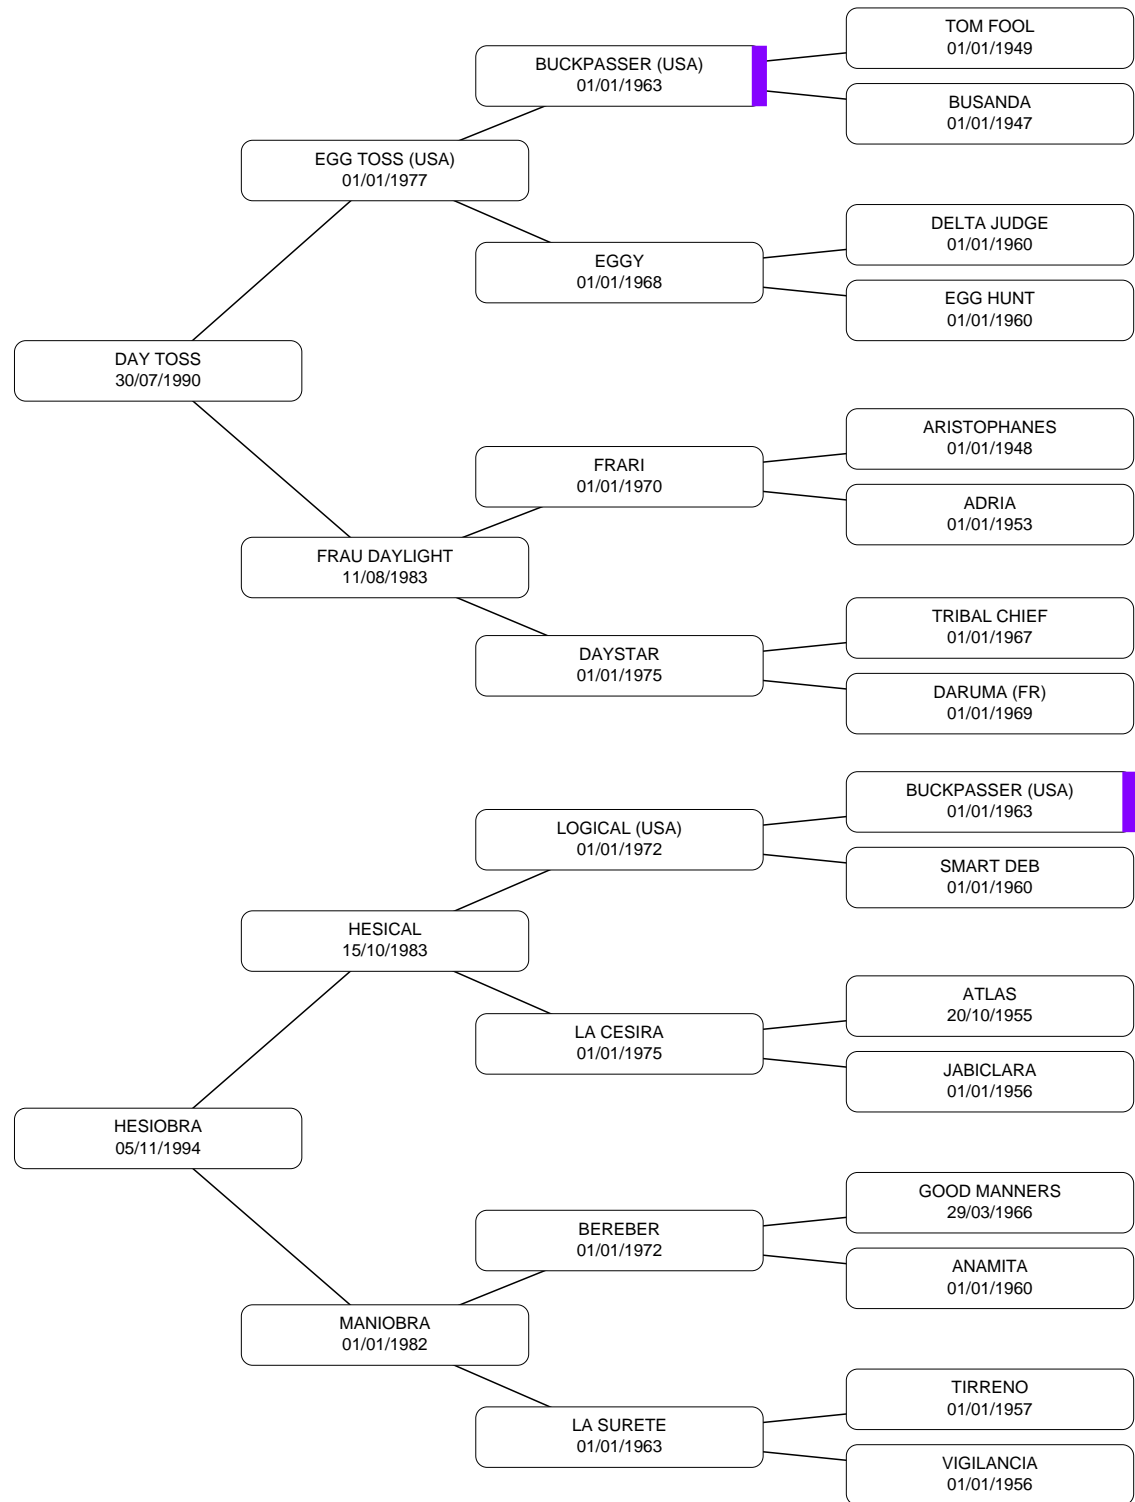 TOM FOOL
01/01/1949
BUCKPASSER (USA)
01/01/1963
BUSANDA
01/01/1947
EGG TOSS (USA)
01/01/1977
DELTA JUDGE
01/01/1960
EGGY
01/01/1968
EGG HUNT
01/01/1960
DAY TOSS
30/07/1990
ARISTOPHANES
01/01/1948
FRARI
01/01/1970
ADRIA
01/01/1953
FRAU DAYLIGHT
11/08/1983
TRIBAL CHIEF
01/01/1967
DAYSTAR
01/01/1975
DARUMA (FR)
01/01/1969
BUCKPASSER (USA)
01/01/1963
LOGICAL (USA)
01/01/1972
SMART DEB
01/01/1960
HESICAL
15/10/1983
ATLAS
20/10/1955
LA CESIRA
01/01/1975
JABICLARA
01/01/1956
HESIOBRA
05/11/1994
GOOD MANNERS
29/03/1966
BEREBER
01/01/1972
ANAMITA
01/01/1960
MANIOBRA
01/01/1982
TIRRENO
01/01/1957
LA SURETE
01/01/1963
VIGILANCIA
01/01/1956